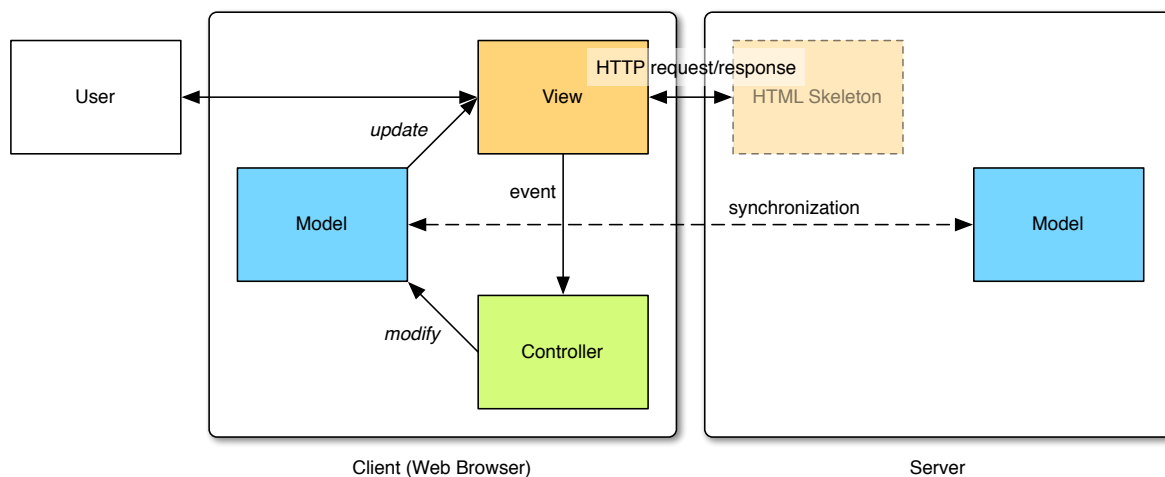 HTTP request/response
User
View
HTML Skeleton
update
event
Model
synchronization
Model
modify
Controller
Client (Web Browser)
Server